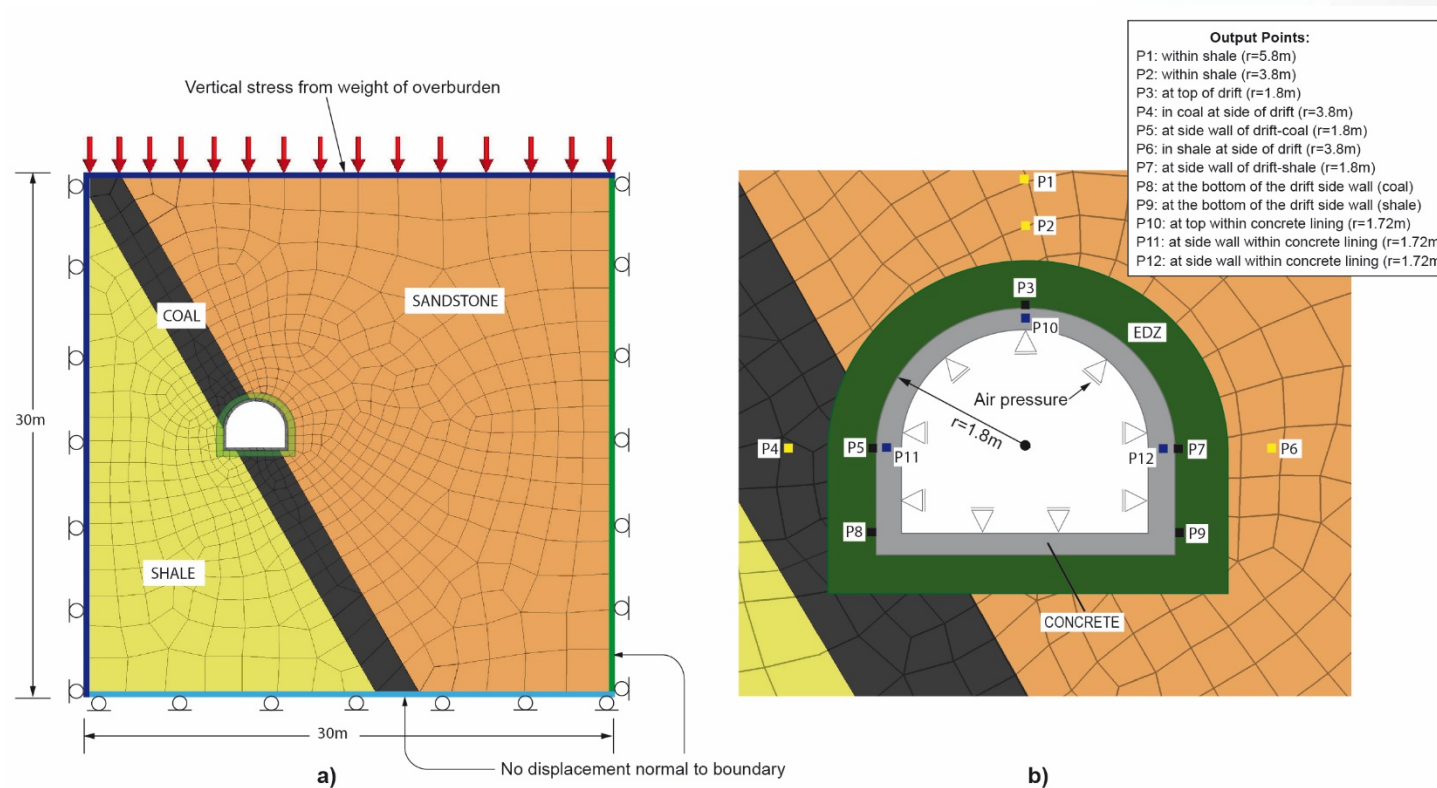 Output Points:
P1: within shale (r=5.8m)
P2: within shale (r=3.8m)
P3: at top of drift (r=1.8m)
P4: in coal at side of drift (r=3.8m)
P5: at side wall of drift-coal (r=1.8m)
P6: in shale at side of drift (r=3.8m)
P7: at side wall of drift-shale (r=1.8m)
P8: at the bottom of the drift side wall (coal)
P9: at the bottom of the drift side wall (shale)
P10: at top within concrete lining (r=1.72m)
P11: at side wall within concrete lining (r=1.72m
P12: at side wall within concrete lining (r=1.72m
Vertical stress from weight of overburden
SANDSTONE
COAL
30m
SHALE
30m
a)
No displacement normal to boundary
P1
P2
P3
P10
EDZ
Air pressure
r=1.8m
P4
P5
P11
P12
P7
P6
P8
P9
CONCRETE
b)